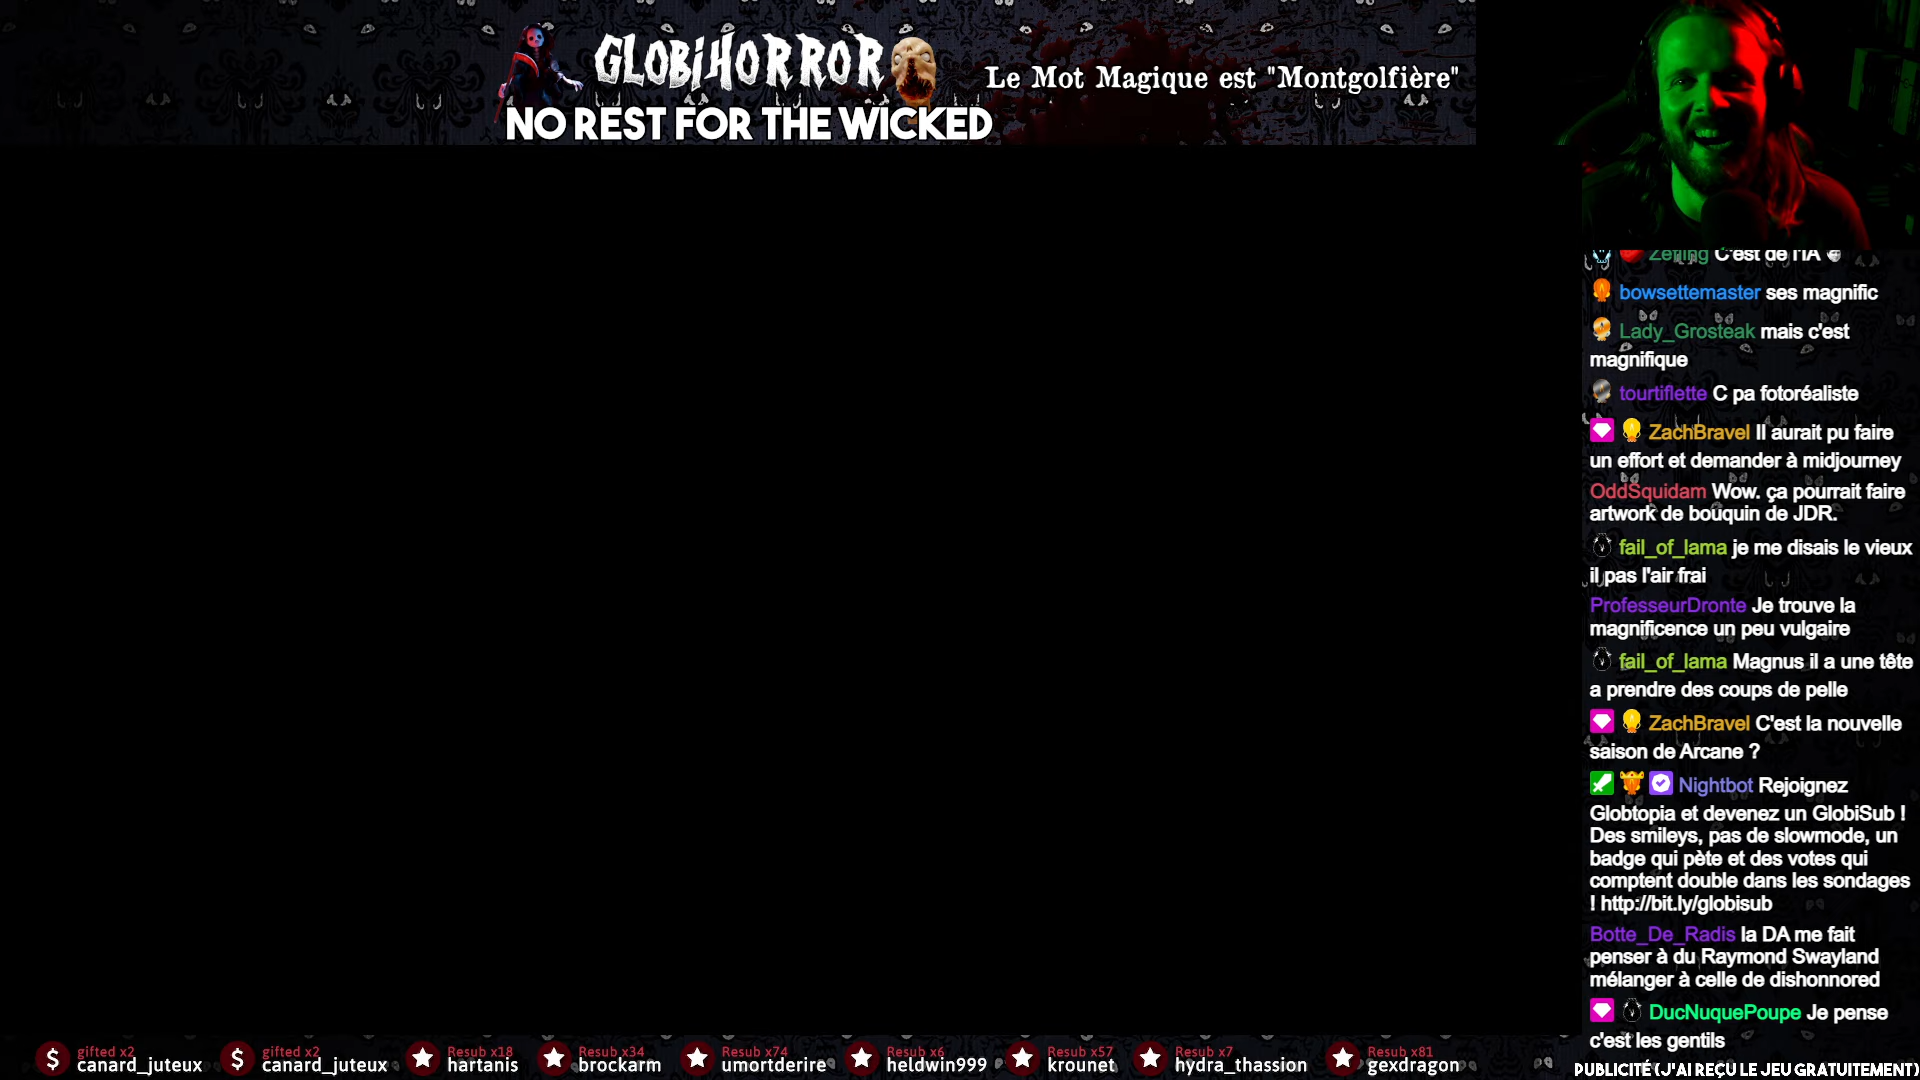 GLOBIHORROR
Le Mot Magique est "Montgolfière"
NO REST FOR THE WICKED
Zefling C'est de l'IA
bowsettemaster ses magnific
Lady_Grosteak mais c'est
magnifique
tourtiflette C pa fotoréaliste
ZachBravel Il aurait pu faire
un effort et demander à midjourney
OddSquidam Wow. ça pourrait faire
artwork de bouquin de JDR.
fail_of_lama je me disais le vieux
il pas l'air frai
ProfesseurDronte Je trouve la
magnificence un peu vulgaire
fail_of_lama Magnus il a une tête
a prendre des coups de pelle
ZachBravel C'est la nouvelle
saison de Arcane ?
Nightbot Rejoignez
Globtopia et devenez un GlobiSub !
Des smileys, pas de slowmode, un
badge qui pète et des votes qui
comptent double dans les sondages
! http://bit.ly/globisub
Botte_De_Radis la DA me fait
penser à du Raymond Swayland
mélanger à celle de dishonnored
DucNuquePoupe Je pense
c'est les gentils
gifted x2
canard_juteux
gifted x2
canard_juteux
Resub x18
hartanis
Resub x34
brockarm
Resub x74
umortderire
Resub x6
heldwin999
Resub x57
krounet
Resub x7
hydra_thassion
Resub x81
gexdragon
PUBLICITÉ (J'AI REÇU LE JEU GRATUITEMENT)